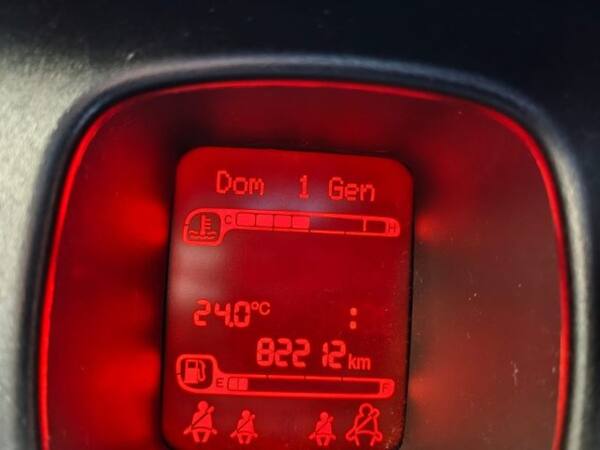 Dom 1 Gen
C H
24.0°C :
82212 km
E F